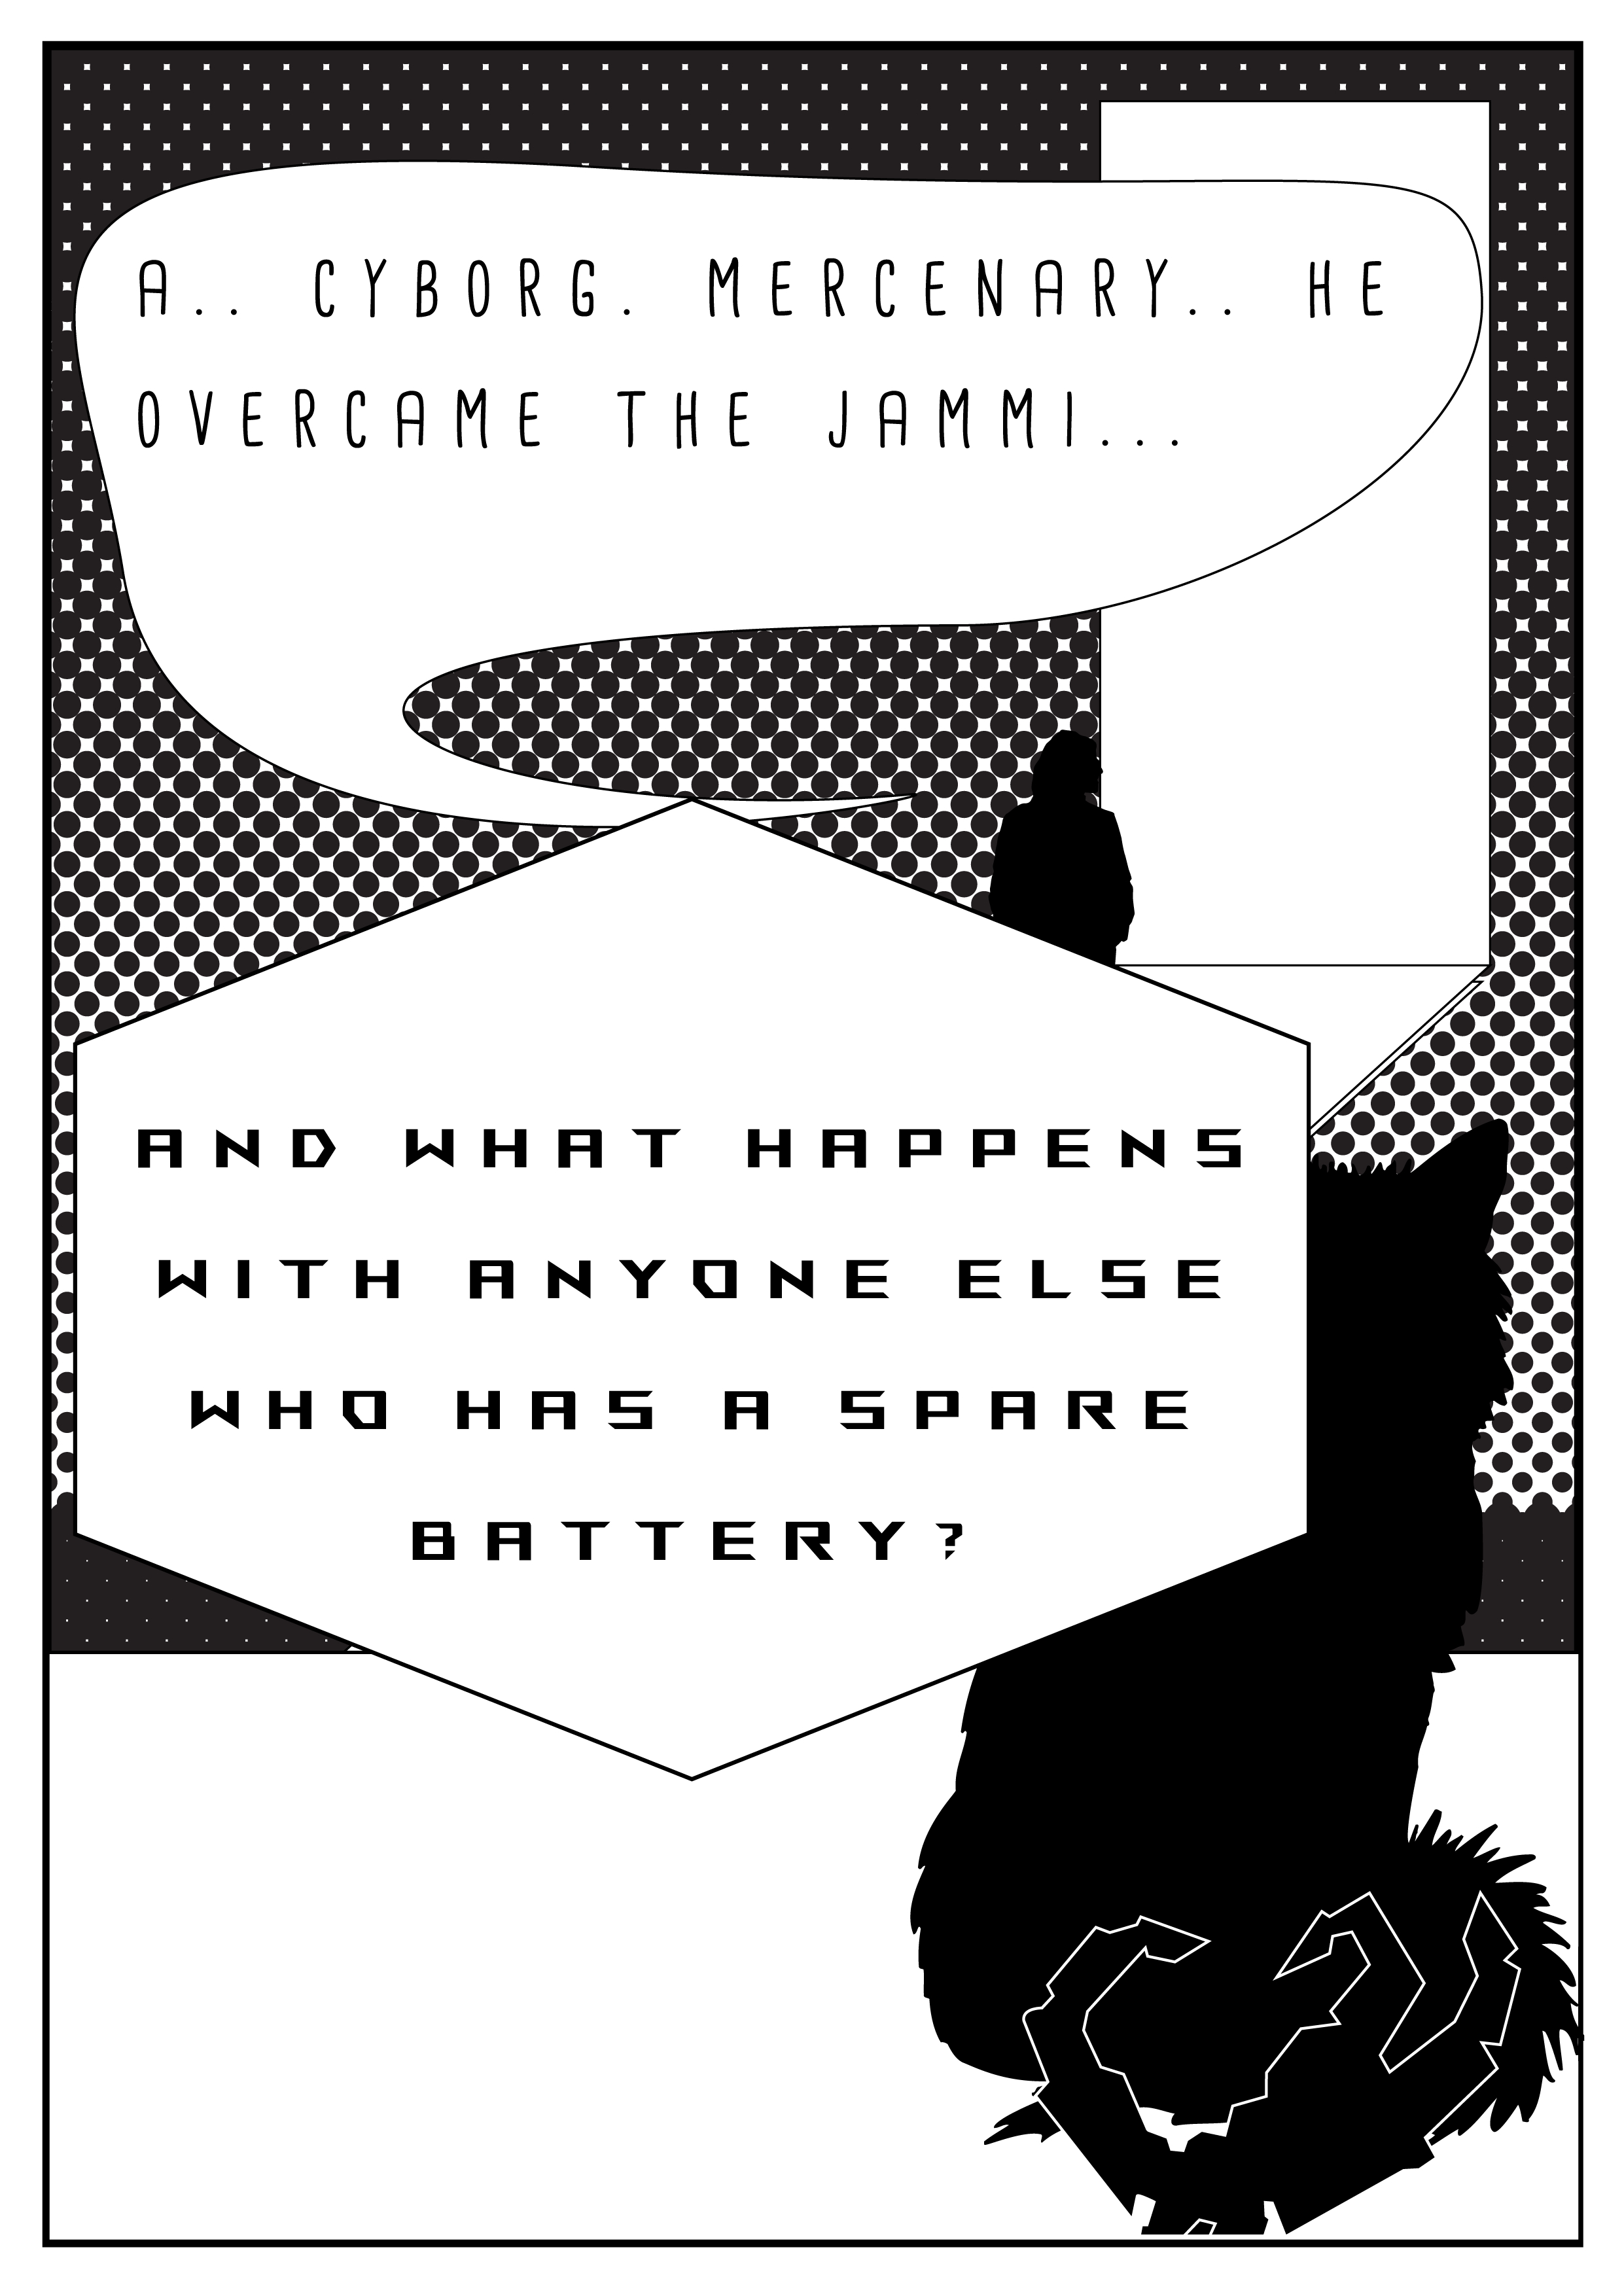 A.. CYBORG. MERCENARY.. HE
OVERCAME THE JAMMI...
AND WHAT HAPPENS
WITH ANYONE ELSE
WHO HAS A SPARE
BATTERY?